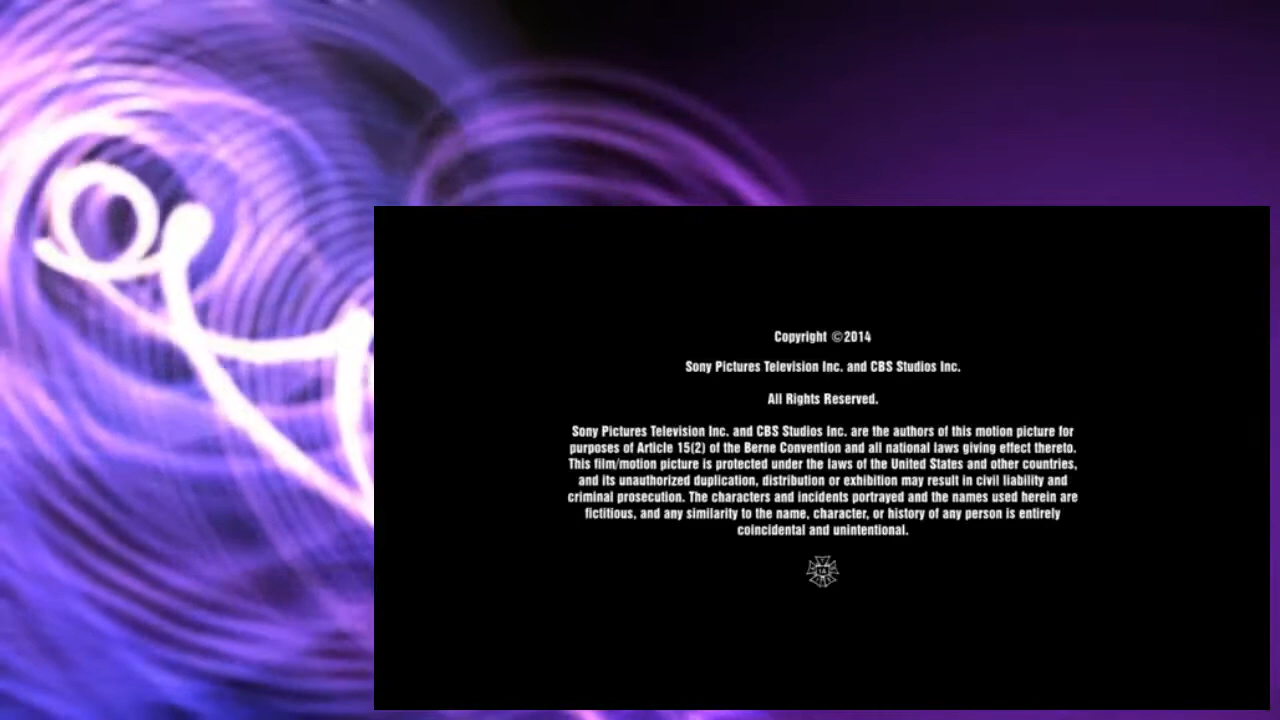 Copyright ©2014
Sony Pictures Television Inc. and CBS Studios Inc.
All Rights Reserved.
Sony Pictures Television Inc. and CBS Studios Inc. are the authors of this motion picture for
purposes of Article 15(2) of the Berne Convention and all national laws giving effect thereto.
This film/motion picture is protected under the laws of the United States and other countries,
and its unauthorized duplication, distribution or exhibition may result in civil liability and
criminal prosecution. The characters and incidents portrayed and the names used herein are
fictitious, and any similarity to the name, character, or history of any person is entirely
coincidental and unintentional.